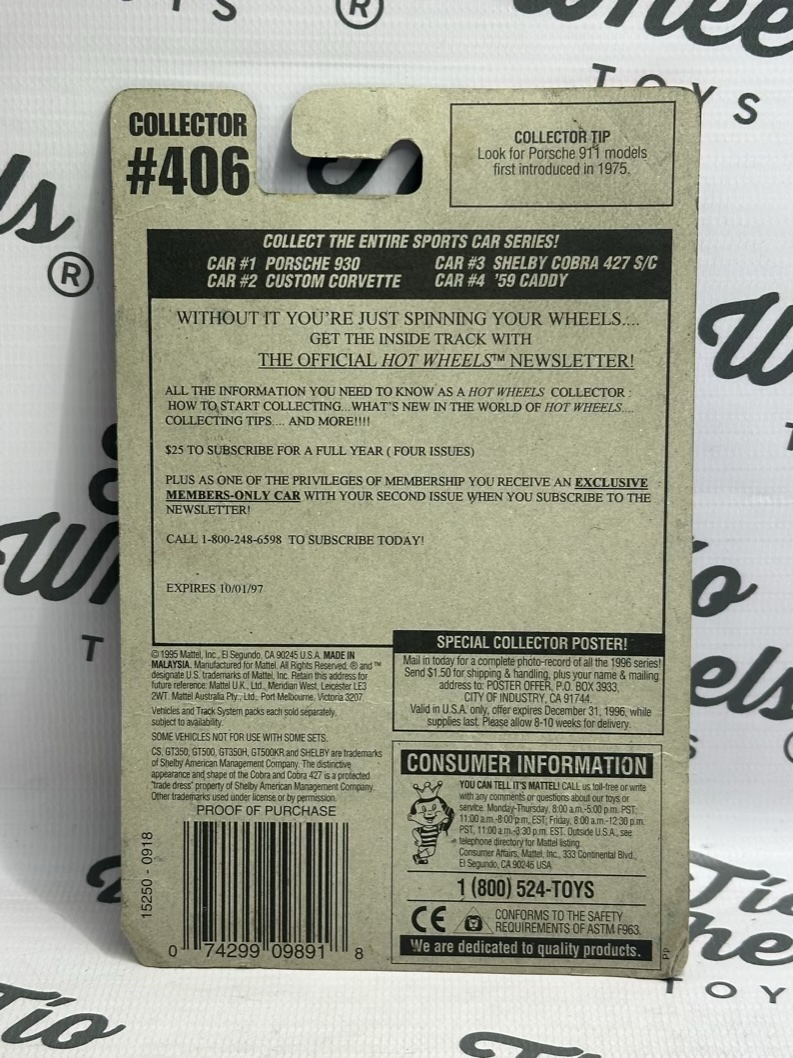 COLLECTOR
#406
COLLECTOR TIP
Look for Porsche 911 models
first introduced in 1975.
COLLECT THE ENTIRE SPORTS CAR SERIES!
CAR #1 PORSCHE 930 CAR #3 SHELBY COBRA 427 S/C
CAR #2 CUSTOM CORVETTE CAR #4 '59 CADDY
WITHOUT IT YOU'RE JUST SPINNING YOUR WHEELS....
GET THE INSIDE TRACK WITH
THE OFFICIAL HOT WHEELS™ NEWSLETTER!
ALL THE INFORMATION YOU NEED TO KNOW AS A HOT WHEELS COLLECTOR :
HOW TO START COLLECTING...WHAT'S NEW IN THE WORLD OF HOT WHEELS....
COLLECTING TIPS.... AND MORE!!!!
$25 TO SUBSCRIBE FOR A FULL YEAR ( FOUR ISSUES)
PLUS AS ONE OF THE PRIVILEGES OF MEMBERSHIP YOU RECEIVE AN EXCLUSIVE
MEMBERS-ONLY CAR WITH YOUR SECOND ISSUE WHEN YOU SUBSCRIBE TO THE
NEWSLETTER!
CALL 1-800-248-6598 TO SUBSCRIBE TODAY!
EXPIRES 10/01/97
© 1995 Mattel, Inc., El Segundo, CA 90245 U.S.A. MADE IN
MALAYSIA. Manufactured for Mattel. All Rights Reserved. ® and ™
designate U.S. trademarks of Mattel, Inc. Retain this address for
future reference: Mattel U.K., Ltd., Meridian West, Leicester LE3
2WT. Mattel Australia Pty., Ltd., Port Melbourne, Victoria 3207.
Vehicles and Track System packs each sold separately,
subject to availability.
SOME VEHICLES NOT FOR USE WITH SOME SETS.
CS, GT350, GT500, GT350H, GT500KR and SHELBY are trademarks
of Shelby American Management Company. The distinctive
appearance and shape of the Cobra and Cobra 427 is a protected
"trade dress" property of Shelby American Management Company.
Other trademarks used under license or by permission.
PROOF OF PURCHASE
15250 - 0918
0 74299 09891 8
SPECIAL COLLECTOR POSTER!
Mail in today for a complete photo-record of all the 1996 series!
Send $1.50 for shipping & handling, plus your name & mailing
address to: POSTER OFFER, P.O. BOX 3933,
CITY OF INDUSTRY, CA 91744.
Valid in U.S.A. only, offer expires December 31, 1996, while
supplies last. Please allow 8-10 weeks for delivery.
CONSUMER INFORMATION
YOU CAN TELL IT'S MATTEL! CALL us toll-free or write
with any comments or questions about our toys or
service. Monday-Thursday, 8:00 a.m.-5:00 p.m. PST;
11:00 a.m.-8:00 p.m., EST; Friday, 8:00 a.m.-12:30 p.m.
PST, 11:00 a.m.-3:30 p.m. EST. Outside U.S.A., see
telephone directory for Mattel listing.
Consumer Affairs, Mattel, Inc., 333 Continental Blvd.,
El Segundo, CA 90245 USA
1 (800) 524-TOYS
CE
CONFORMS TO THE SAFETY
REQUIREMENTS OF ASTM F963.
We are dedicated to quality products.
PP
Whee
TOYS
els
®
W
Wh
T
Tio
els
Tio
Whe
TOY